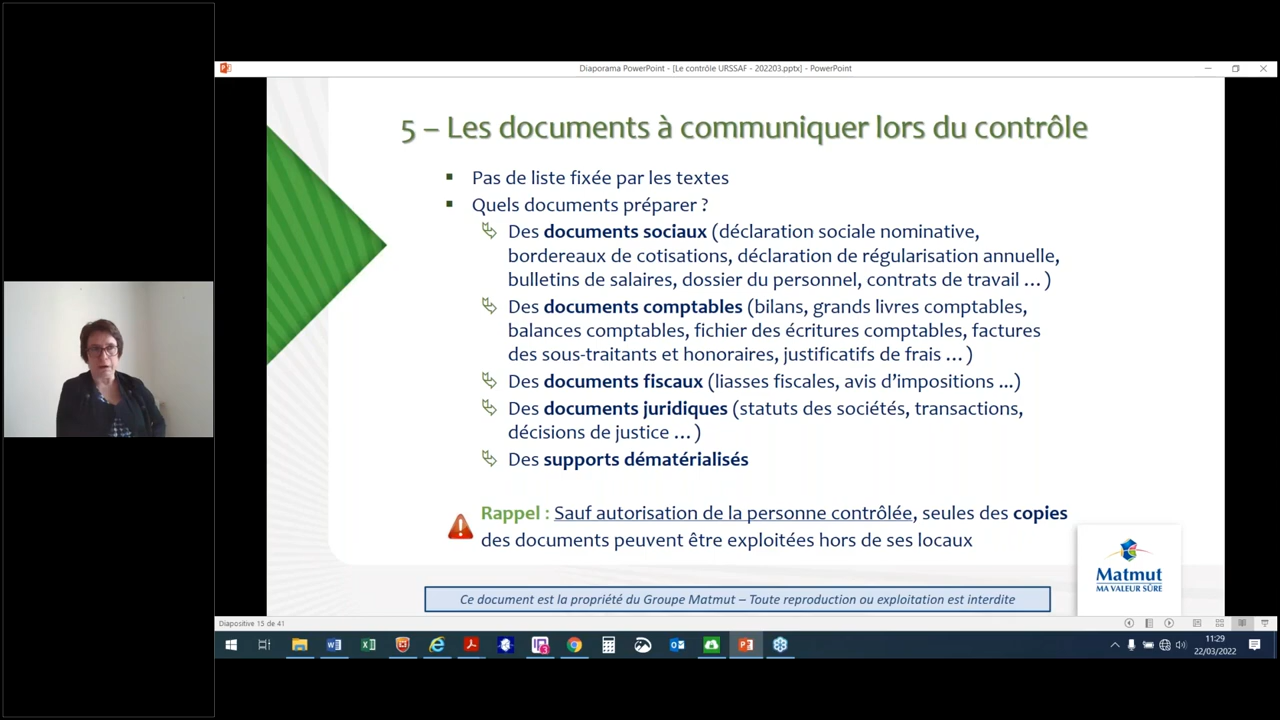 Diaporama PowerPoint - [Le contrôle URSSAF - 202203.pptx] - PowerPoint
5 – Les documents à communiquer lors du contrôle
Pas de liste fixée par les textes
Quels documents préparer ?
Des documents sociaux (déclaration sociale nominative,
bordereaux de cotisations, déclaration de régularisation annuelle,
bulletins de salaires, dossier du personnel, contrats de travail … )
Des documents comptables (bilans, grands livres comptables,
balances comptables, fichier des écritures comptables, factures
des sous-traitants et honoraires, justificatifs de frais … )
Des documents fiscaux (liasses fiscales, avis d’impositions ...)
Des documents juridiques (statuts des sociétés, transactions,
décisions de justice … )
Des supports dématérialisés
Rappel : Sauf autorisation de la personne contrôlée, seules des copies
des documents peuvent être exploitées hors de ses locaux
Matmut
MA VALEUR SÛRE
Ce document est la propriété du Groupe Matmut – Toute reproduction ou exploitation est interdite
Diapositive 15 de 41
11:29
22/03/2022